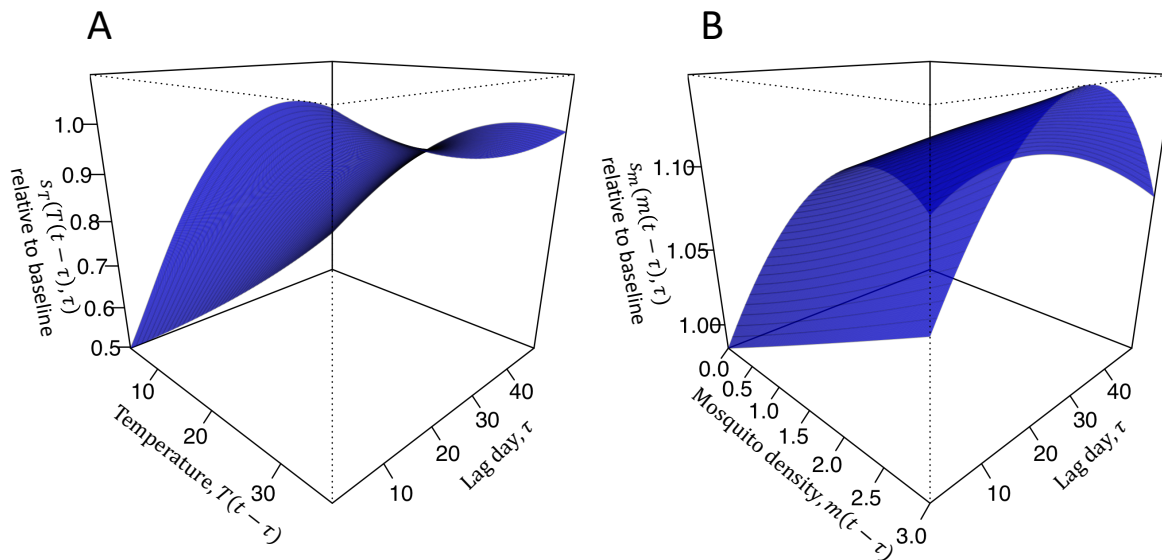 A
1.0
0.9
0.8
0.7
0.6
0.5
s_T(T(t − τ), τ)
relative to baseline
10
20
30
Temperature, T(t − τ)
10
20
30
40
Lag day, τ
B
1.10
1.05
1.00
s_m(m(t − τ), τ)
relative to baseline
0.0
0.5
1.0
1.5
2.0
2.5
3.0
Mosquito density, m(t − τ)
10
20
30
40
Lag day, τ